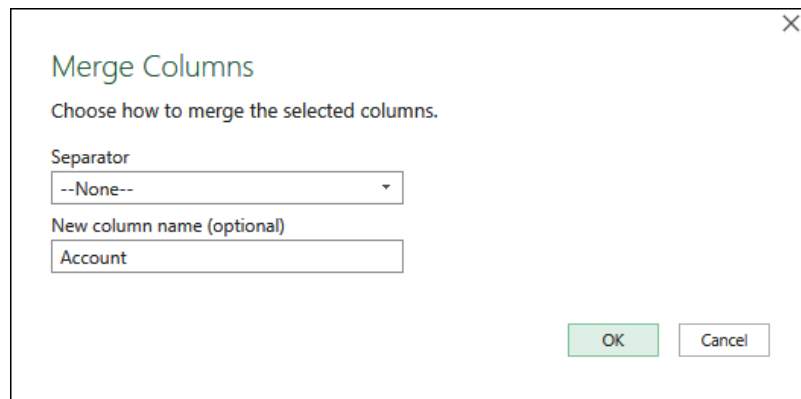 Merge Columns
Choose how to merge the selected columns.
Separator
--None--
New column name (optional)
Account
OK Cancel